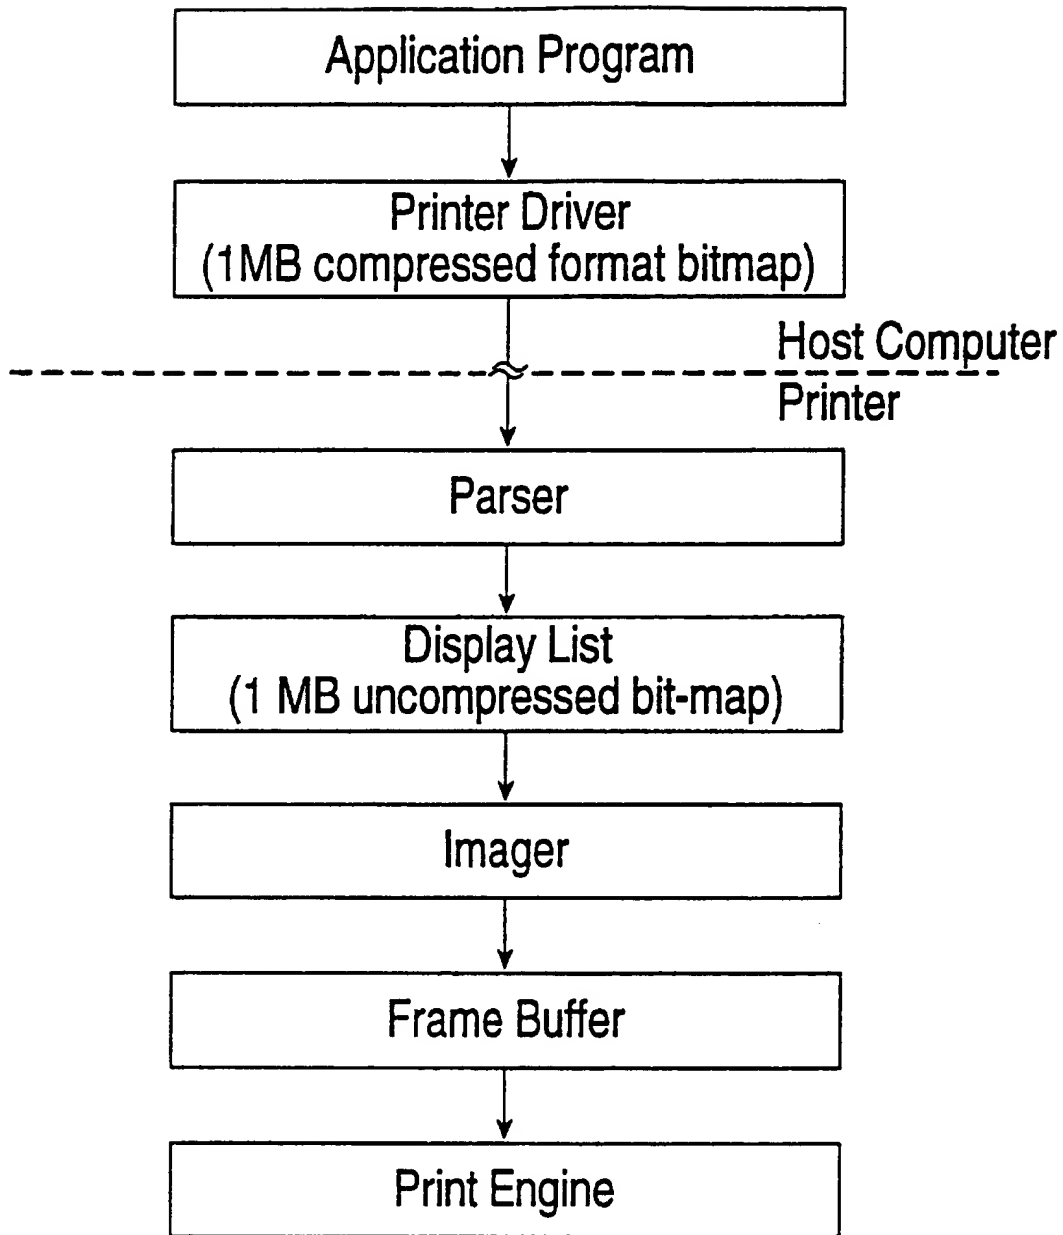 Application Program
Printer Driver
(1MB compressed format bitmap)
Host Computer
Printer
Parser
Display List
(1 MB uncompressed bit-map)
Imager
Frame Buffer
Print Engine